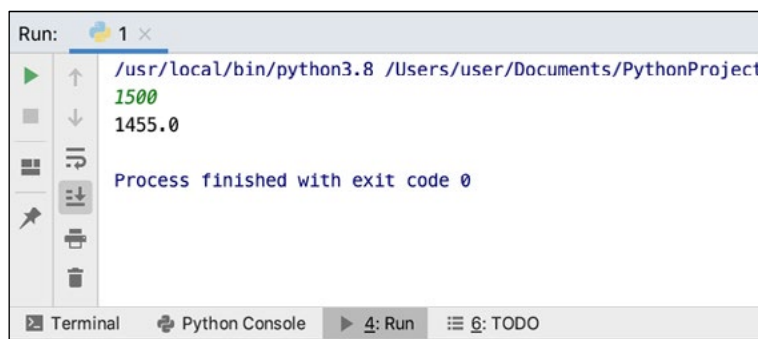 Run: 1
/usr/local/bin/python3.8 /Users/user/Documents/PythonProject
1500
1455.0
Process finished with exit code 0
Terminal Python Console 4: Run 6: TODO